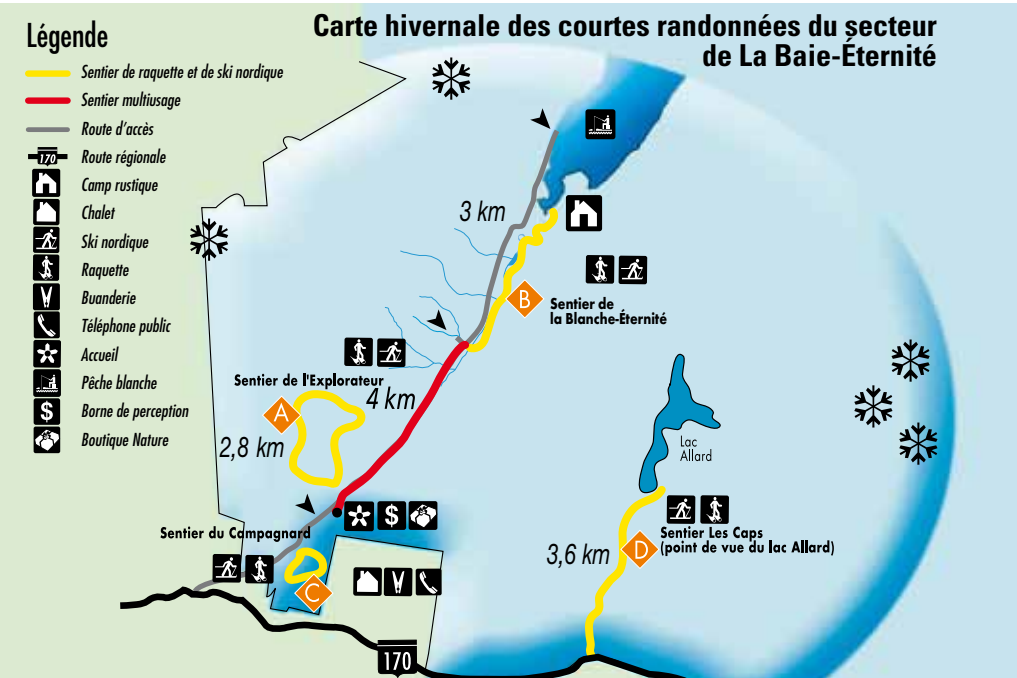 Carte hivernale des courtes randonnées du secteur
de La Baie-Éternité
Légende
Sentier de raquette et de ski nordique
Sentier multiusage
Route d'accès
170 Route régionale
Camp rustique
Chalet
Ski nordique
Raquette
Buanderie
Téléphone public
Accueil
Pêche blanche
$ Borne de perception
Boutique Nature
3 km
B
Sentier de
la Blanche-Éternité
Sentier de l'Explorateur
A
4 km
2,8 km
Lac
Allard
$
Sentier du Campagnard
C
3,6 km
D
Sentier Les Caps
(point de vue du lac Allard)
170